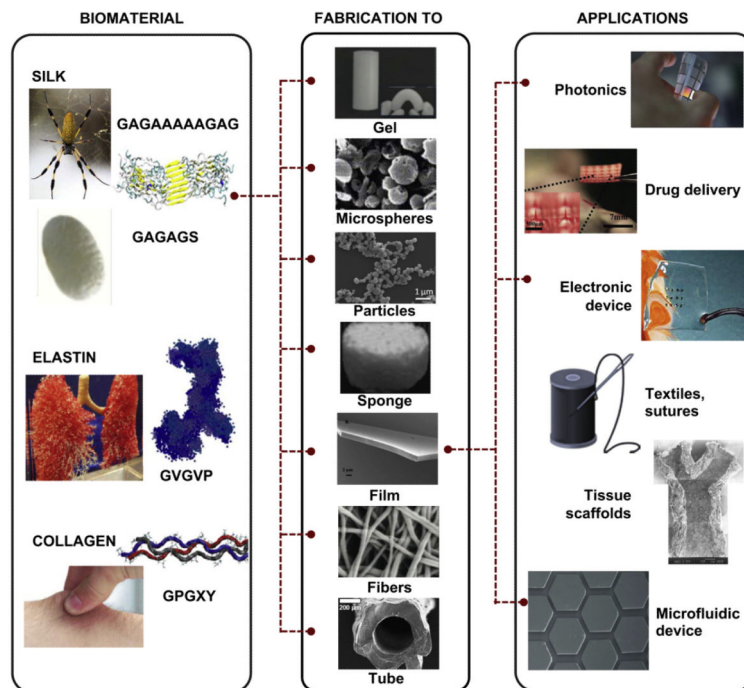 BIOMATERIAL
SILK
GAGAAAAAGAG
GAGAGS
ELASTIN
GVGVP
COLLAGEN
GPGXY
FABRICATION TO
Gel
Microspheres
1 μm
Particles
Sponge
Film
Fibers
200 μm
Tube
APPLICATIONS
Photonics
Drug delivery
Electronic
device
Textiles,
sutures
Tissue
scaffolds
Microfluidic
device